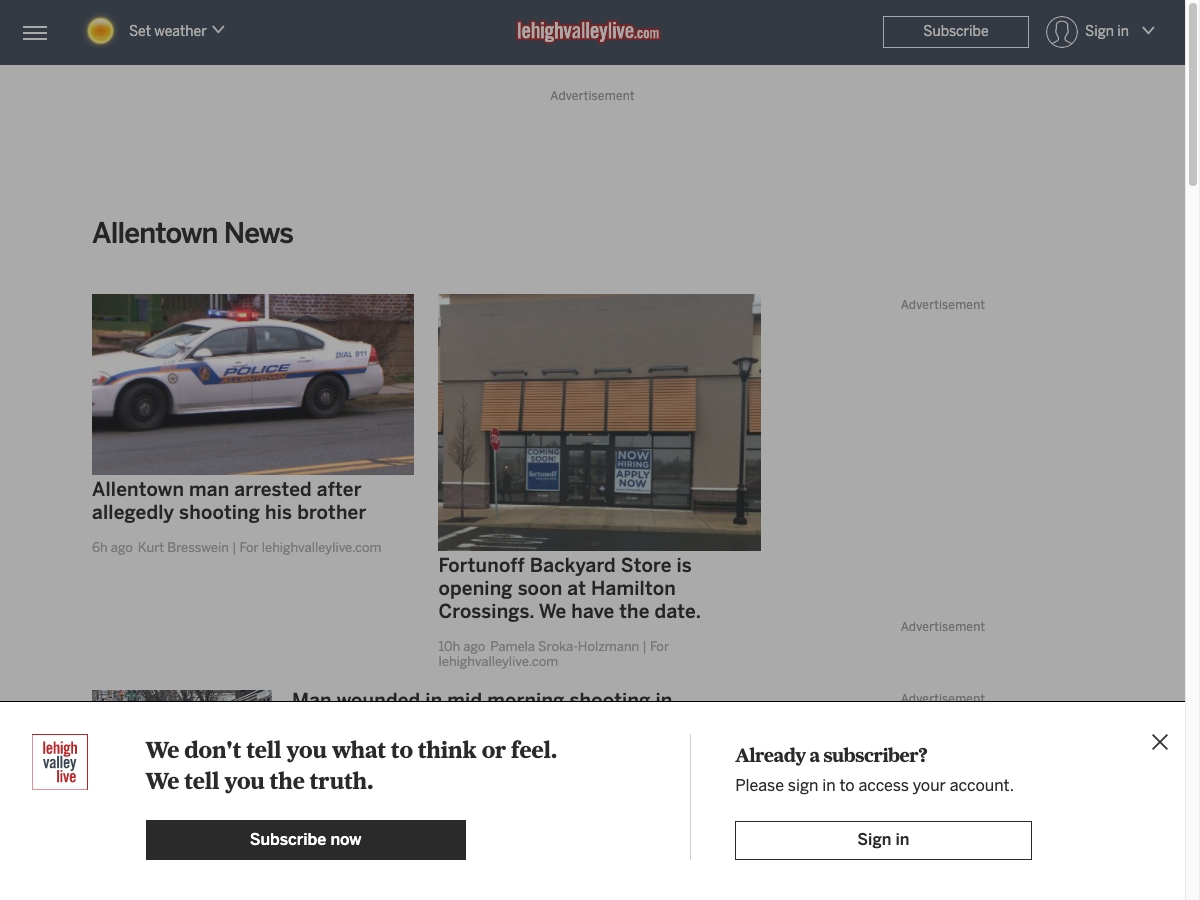 Set weather
lehighvalleylive.com
Subscribe
Sign in
Advertisement
Allentown News
DIAL 911
POLICE
ALLENTOWN
COMING
SOON!
fortunoff
NOW
HIRING
APPLY
NOW
Advertisement
Allentown man arrested after
allegedly shooting his brother
6h ago Kurt Bresswein | For lehighvalleylive.com
Fortunoff Backyard Store is
opening soon at Hamilton
Crossings. We have the date.
10h ago Pamela Sroka-Holzmann | For
lehighvalleylive.com
Advertisement
Man wounded in mid morning shooting in
Advertisement
lehigh
valley
live
We don't tell you what to think or feel.
We tell you the truth.
Subscribe now
Already a subscriber?
Please sign in to access your account.
Sign in